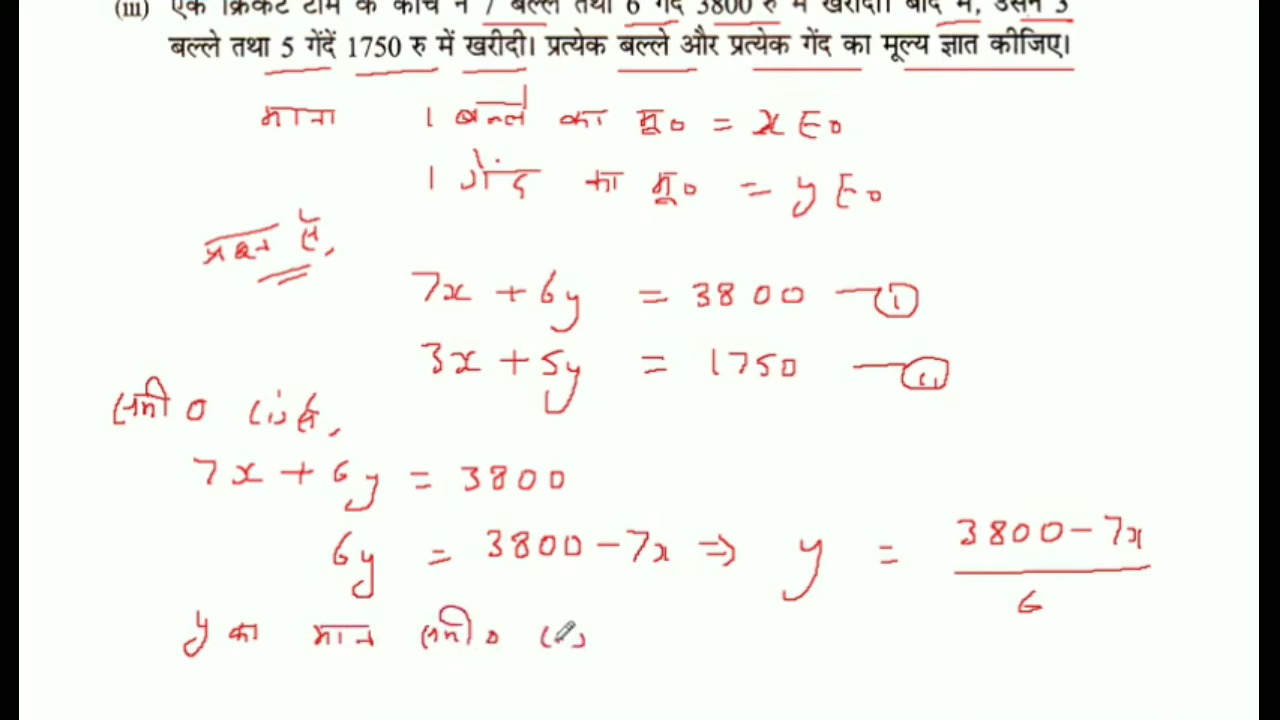 (iii) एक क्रिकेट टीम के कोच ने 7 बल्ले तथा 6 गेंदें 3800 रु में खरीदीं। बाद में, उसने 3
बल्ले तथा 5 गेंदें 1750 रु में खरीदी। प्रत्येक बल्ले और प्रत्येक गेंद का मूल्य ज्ञात कीजिए।
माना 1 बल्ले का मू० = x रु०
1 गेंद का मू० = y रु०
प्रश्न से,
7x + 6y = 3800 —①
3x + 5y = 1750 —(ii)
समी० (i) से,
7x + 6y = 3800
6y = 3800 - 7x ⇒ y = \frac{3800 - 7x}{6}
y का मान समी०